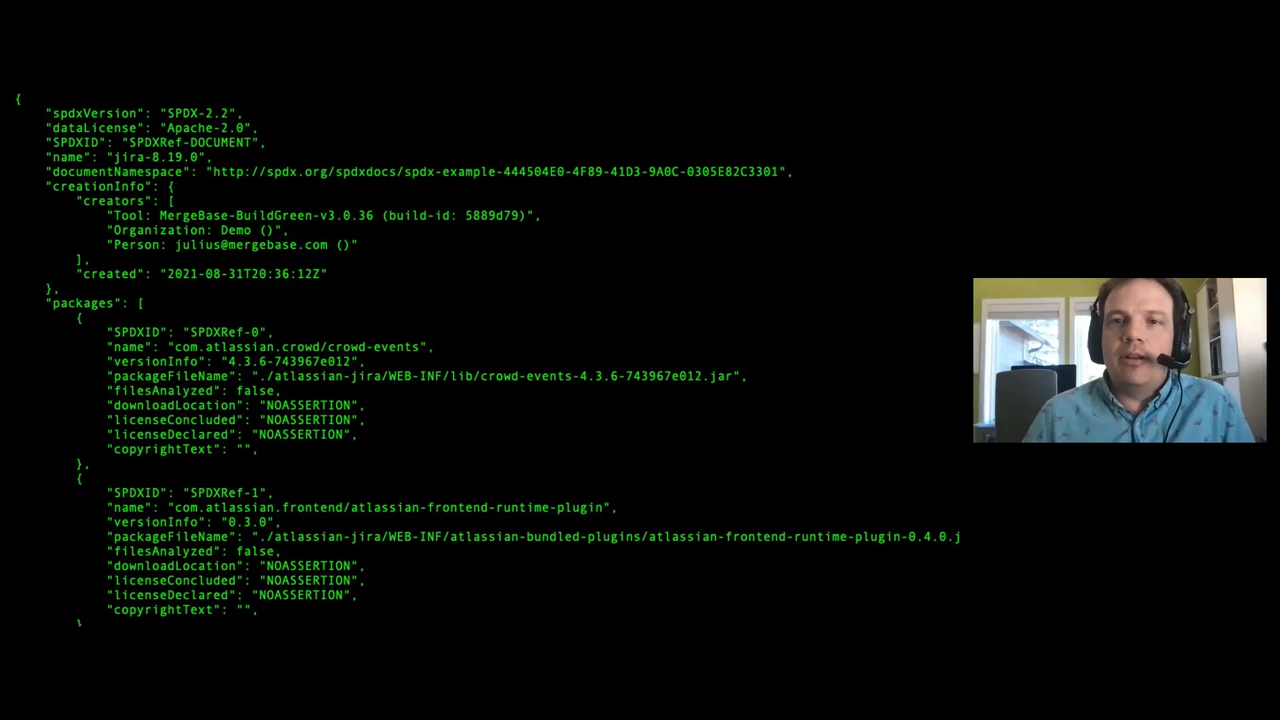 {
"spdxVersion": "SPDX-2.2",
"dataLicense": "Apache-2.0",
"SPDXID": "SPDXRef-DOCUMENT",
"name": "jira-8.19.0",
"documentNamespace": "http://spdx.org/spdxdocs/spdx-example-444504E0-4F89-41D3-9A0C-0305E82C3301",
"creationInfo": {
"creators": [
"Tool: MergeBase-BuildGreen-v3.0.36 (build-id: 5889d79)",
"Organization: Demo ()",
"Person: julius@mergebase.com ()"
],
"created": "2021-08-31T20:36:12Z"
},
"packages": [
{
"SPDXID": "SPDXRef-0",
"name": "com.atlassian.crowd/crowd-events",
"versionInfo": "4.3.6-743967e012",
"packageFileName": "./atlassian-jira/WEB-INF/lib/crowd-events-4.3.6-743967e012.jar",
"filesAnalyzed": false,
"downloadLocation": "NOASSERTION",
"licenseConcluded": "NOASSERTION",
"licenseDeclared": "NOASSERTION",
"copyrightText": "",
},
{
"SPDXID": "SPDXRef-1",
"name": "com.atlassian.frontend/atlassian-frontend-runtime-plugin",
"versionInfo": "0.3.0",
"packageFileName": "./atlassian-jira/WEB-INF/atlassian-bundled-plugins/atlassian-frontend-runtime-plugin-0.4.0.j
"filesAnalyzed": false,
"downloadLocation": "NOASSERTION",
"licenseConcluded": "NOASSERTION",
"licenseDeclared": "NOASSERTION",
"copyrightText": "",
}